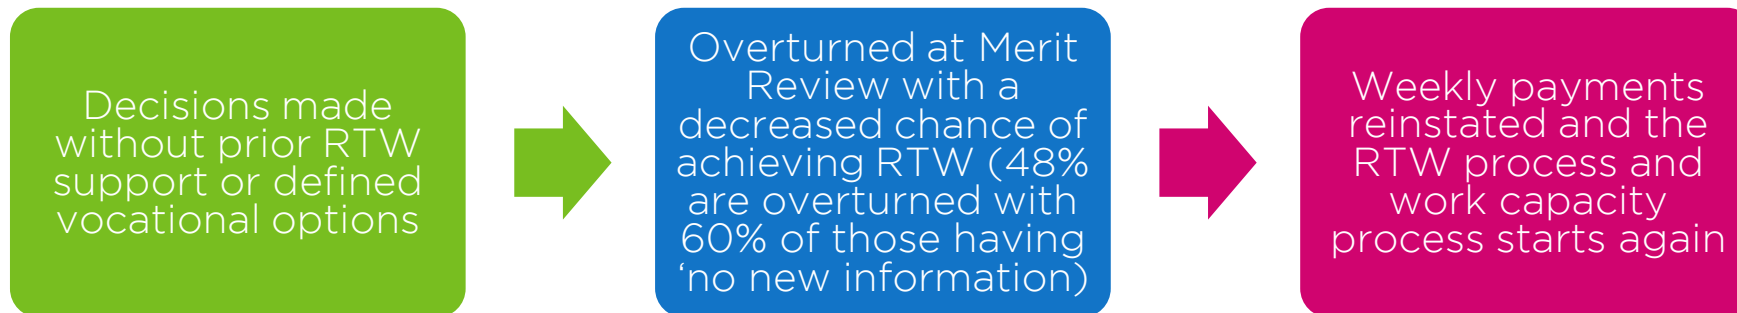 Decisions made
without prior RTW
support or defined
vocational options
Overturned at Merit
Review with a
decreased chance of
achieving RTW (48%
are overturned with
60% of those having
‘no new information)
Weekly payments
reinstated and the
RTW process and
work capacity
process starts again